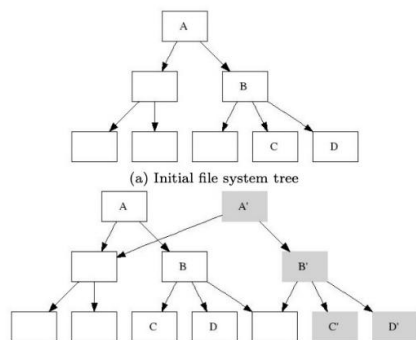 A
B
C D
(a) Initial file system tree
A A'
B B'
C D C' D'